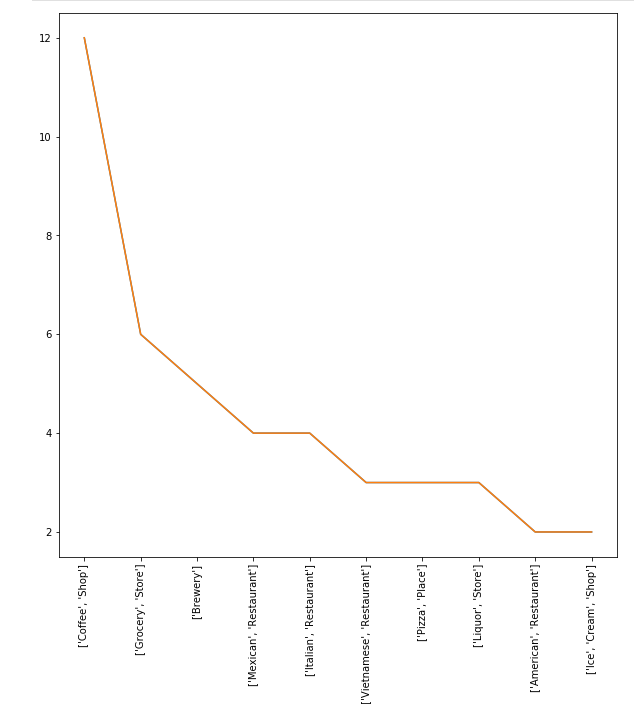 12
10
8
6
4
2
['Coffee', 'Shop']
['Grocery', 'Store']
['Brewery']
['Mexican', 'Restaurant']
['Italian', 'Restaurant']
['Vietnamese', 'Restaurant']
['Pizza', 'Place']
['Liquor', 'Store']
['American', 'Restaurant']
['Ice', 'Cream', 'Shop']